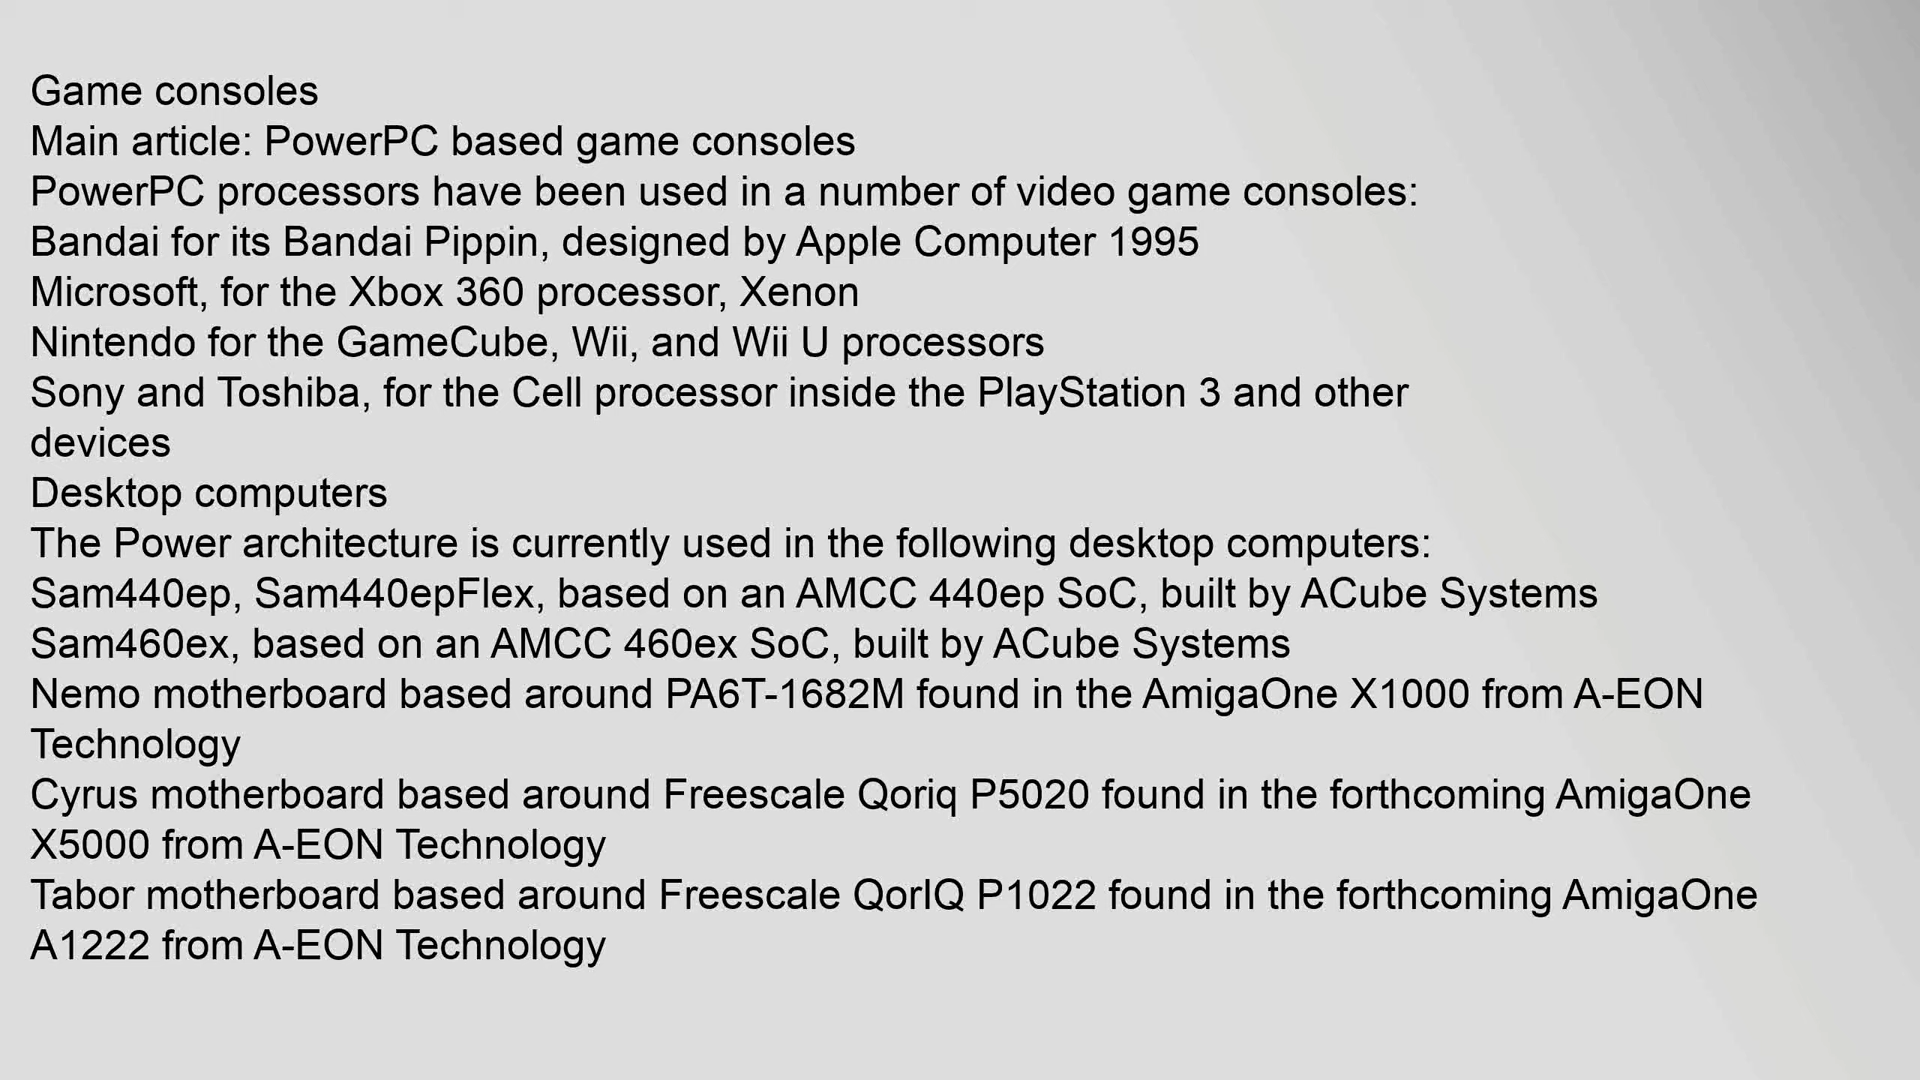 Game consoles
Main article: PowerPC based game consoles
PowerPC processors have been used in a number of video game consoles:
Bandai for its Bandai Pippin, designed by Apple Computer 1995
Microsoft, for the Xbox 360 processor, Xenon
Nintendo for the GameCube, Wii, and Wii U processors
Sony and Toshiba, for the Cell processor inside the PlayStation 3 and other
devices
Desktop computers
The Power architecture is currently used in the following desktop computers:
Sam440ep, Sam440epFlex, based on an AMCC 440ep SoC, built by ACube Systems
Sam460ex, based on an AMCC 460ex SoC, built by ACube Systems
Nemo motherboard based around PA6T-1682M found in the AmigaOne X1000 from A-EON
Technology
Cyrus motherboard based around Freescale Qoriq P5020 found in the forthcoming AmigaOne
X5000 from A-EON Technology
Tabor motherboard based around Freescale QorIQ P1022 found in the forthcoming AmigaOne
A1222 from A-EON Technology